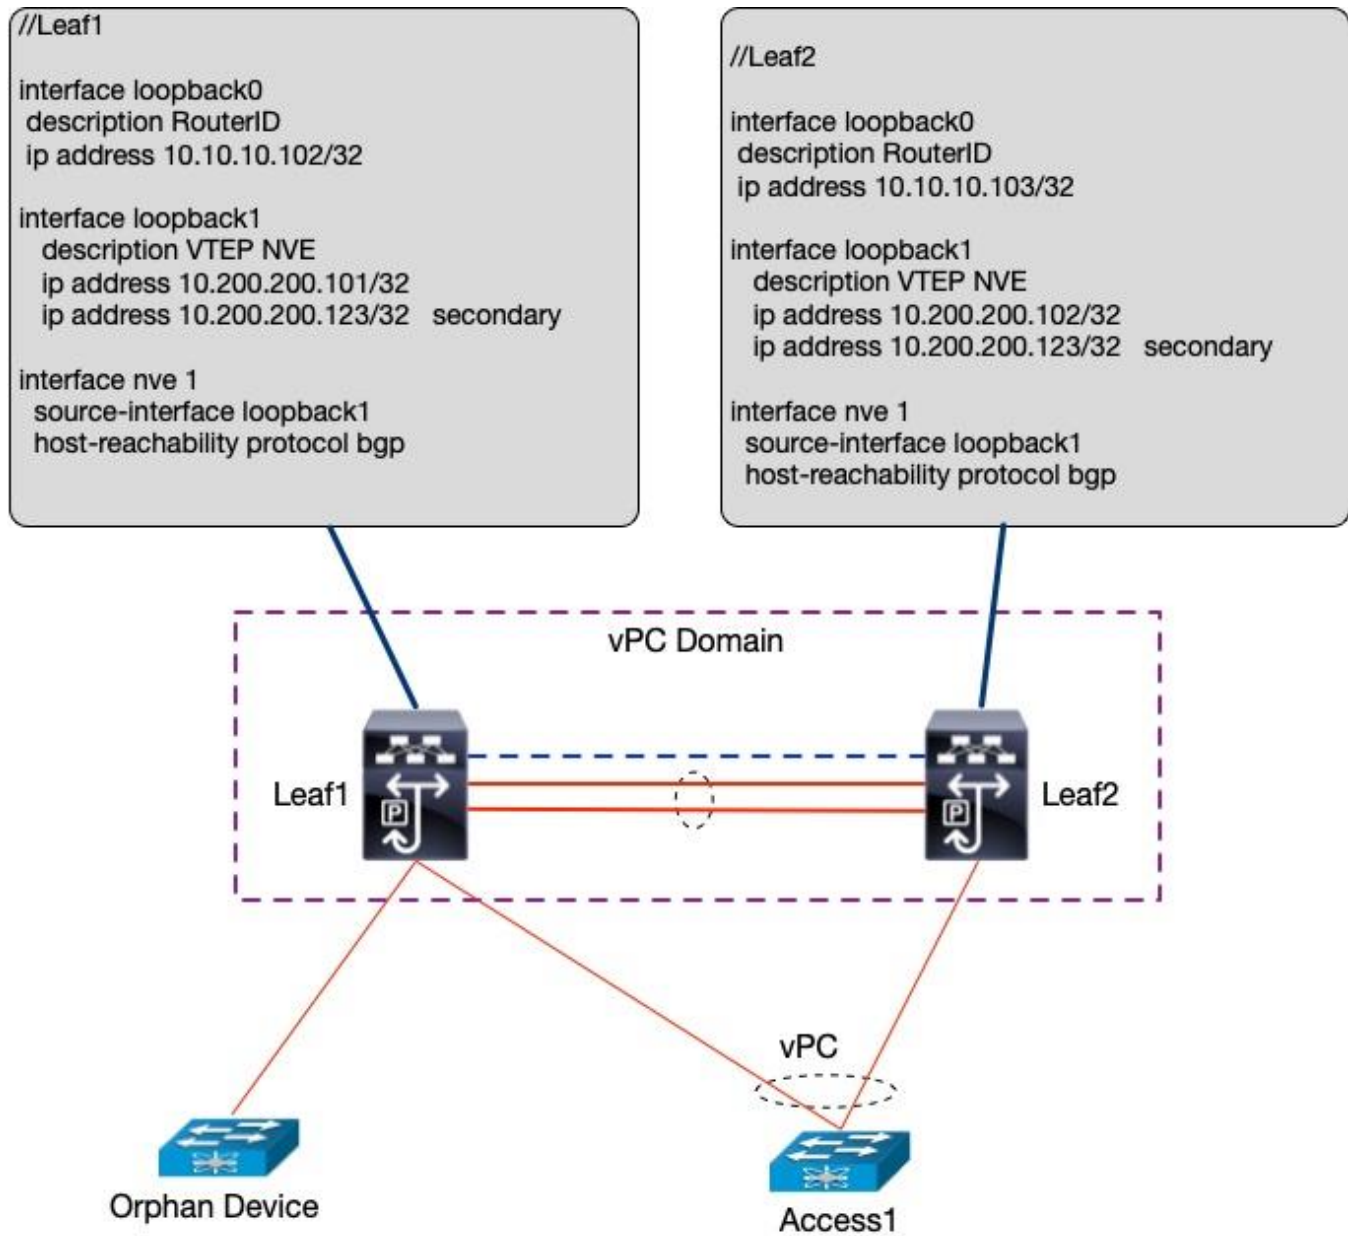 //Leaf1
interface loopback0
description RouterID
ip address 10.10.10.102/32
interface loopback1
description VTEP NVE
ip address 10.200.200.101/32
ip address 10.200.200.123/32 secondary
interface nve 1
source-interface loopback1
host-reachability protocol bgp
//Leaf2
interface loopback0
description RouterID
ip address 10.10.10.103/32
interface loopback1
description VTEP NVE
ip address 10.200.200.102/32
ip address 10.200.200.123/32 secondary
interface nve 1
source-interface loopback1
host-reachability protocol bgp
vPC Domain
Leaf1
P
P
Leaf2
vPC
Orphan Device
Access1